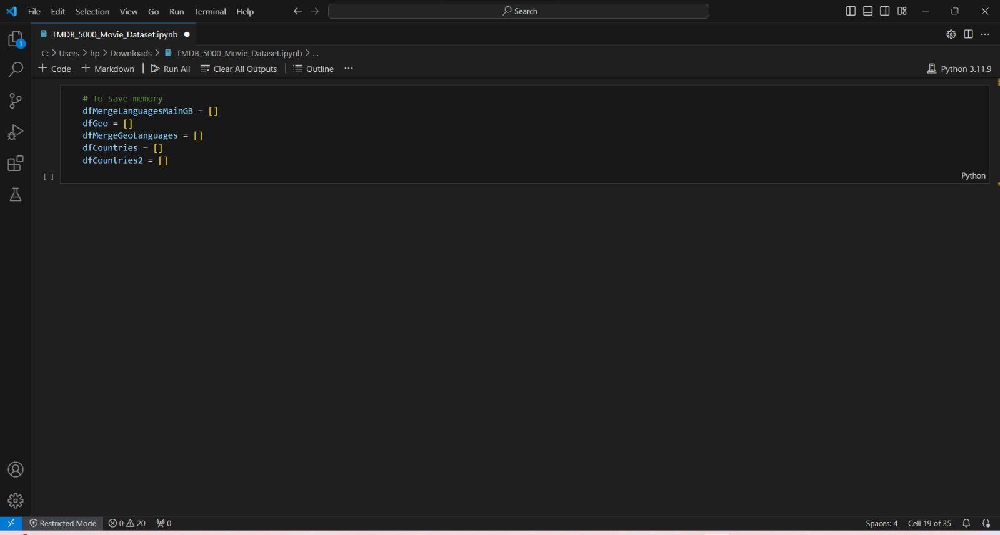 File Edit Selection View Go Run Terminal Help Search
TMDB_5000_Movie_Dataset.ipynb
1
C: > Users > hp > Downloads > TMDB_5000_Movie_Dataset.ipynb > ...
+ Code + Markdown | Run All Clear All Outputs | Outline ... Python 3.11.9
# To save memory
dfMergeLanguagesMainGB = []
dfGeo = []
dfMergeGeoLanguages = []
dfCountries = []
dfCountries2 = []
[ ] Python
Restricted Mode 0 20 0 Spaces: 4 Cell 19 of 35